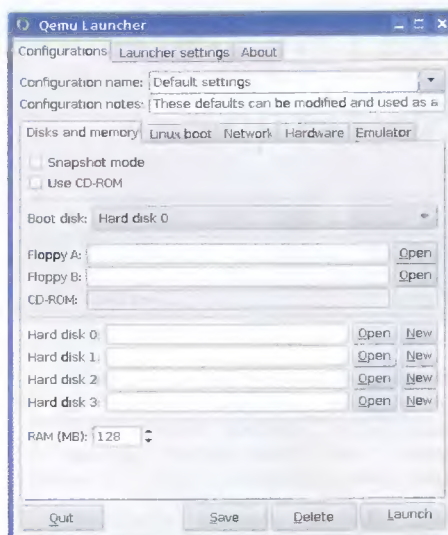 Qemu Launcher
Configurations Launcher settings About
Configuration name: Default settings
Configuration notes: These defaults can be modified and used as a
Disks and memory Linux boot Network Hardware Emulator
Snapshot mode
Use CD-ROM
Boot disk: Hard disk 0
Floppy A: Open
Floppy B: Open
CD-ROM:
Hard disk 0: Open New
Hard disk 1: Open New
Hard disk 2: Open New
Hard disk 3: Open New
RAM (MB): 128
Quit Save Delete Launch